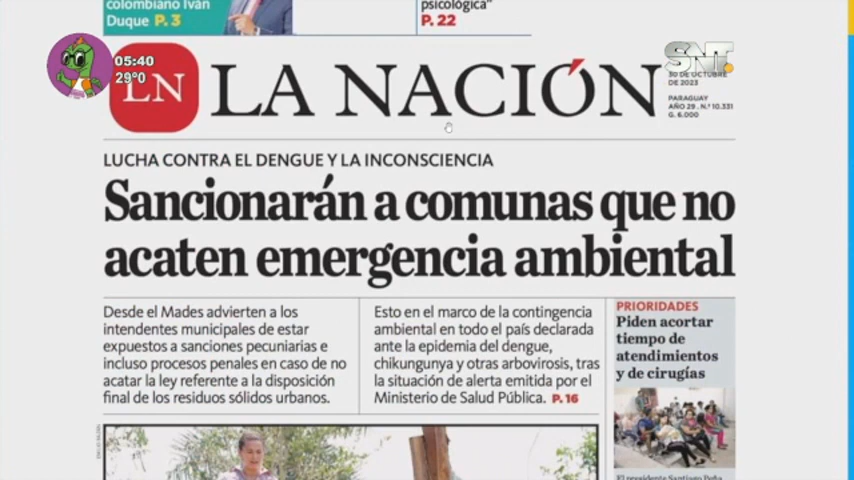 colombiano Iván
Duque P. 3
psicológica"
P. 22
05:40
29°0
LN
LA NACIÓN
SNT.
30 DE OCTUBRE
DE 2023
PARAGUAY
AÑO 29 . N.º 10.331
G. 6.000
LUCHA CONTRA EL DENGUE Y LA INCONSCIENCIA
Sancionarán a comunas que no
acaten emergencia ambiental
Desde el Mades advierten a los
intendentes municipales de estar
expuestos a sanciones pecuniarias e
incluso procesos penales en caso de no
acatar la ley referente a la disposición
final de los residuos sólidos urbanos.
Esto en el marco de la contingencia
ambiental en todo el país declarada
ante la epidemia del dengue,
chikungunya y otras arbovirosis, tras
la situación de alerta emitida por el
Ministerio de Salud Pública. P. 16
PRIORIDADES
Piden acortar
tiempo de
atendimientos
y de cirugías
El presidente Santiago Peña